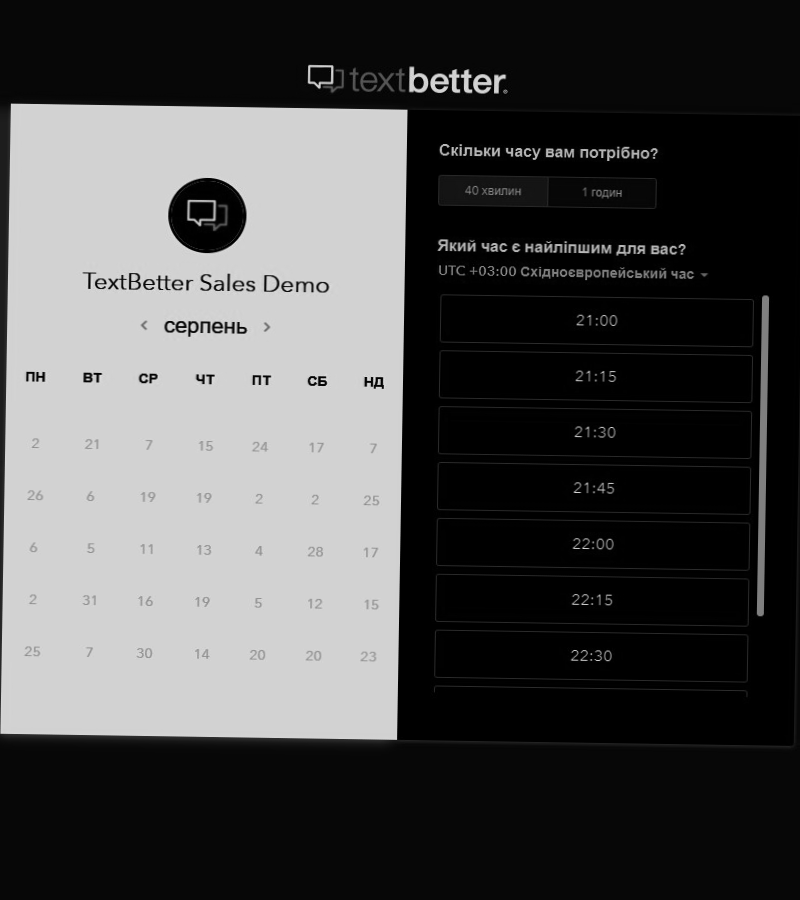 textbetter.
TextBetter Sales Demo
серпень
ПН ВТ СР ЧТ ПТ СБ НД
2 21 7 15 24 17 7
26 6 19 19 2 2 25
6 5 11 13 4 28 17
2 31 16 19 5 12 15
25 7 30 14 20 20 23
Скільки часу вам потрібно?
40 хвилин 1 годин
Який час є найліпшим для вас?
UTC +03:00 Східноєвропейський час
21:00
21:15
21:30
21:45
22:00
22:15
22:30